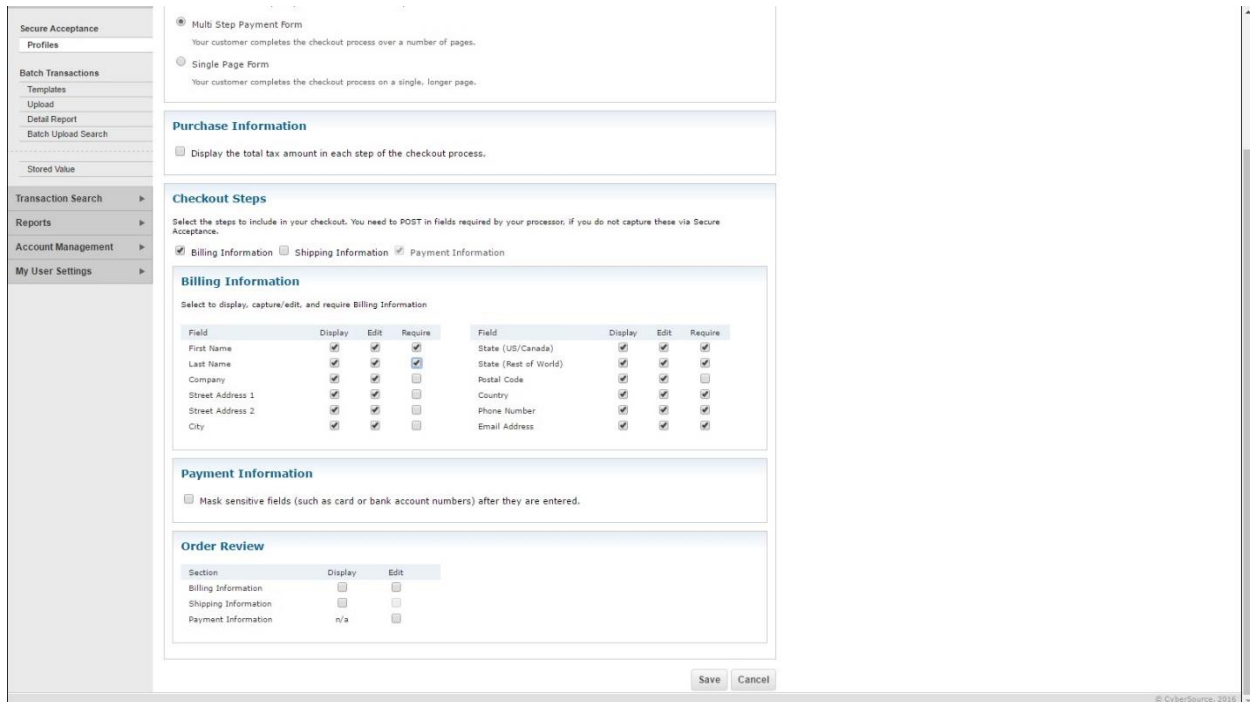 Secure Acceptance
Profiles
Batch Transactions
Templates
Upload
Detail Report
Batch Upload Search
Stored Value
Transaction Search
Reports
Account Management
My User Settings
Multi Step Payment Form
Your customer completes the checkout process over a number of pages.
Single Page Form
Your customer completes the checkout process on a single, longer page.
Purchase Information
Display the total tax amount in each step of the checkout process.
Checkout Steps
Select the steps to include in your checkout. You need to POST in fields required by your processor, if you do not capture these via Secure
Acceptance.
Billing Information Shipping Information Payment Information
Billing Information
Select to display, capture/edit, and require Billing Information
Field Display Edit Require Field Display Edit Require
First Name State (US/Canada)
Last Name State (Rest of World)
Company Postal Code
Street Address 1 Country
Street Address 2 Phone Number
City Email Address
Payment Information
Mask sensitive fields (such as card or bank account numbers) after they are entered.
Order Review
Section Display Edit
Billing Information
Shipping Information
Payment Information n/a
Save Cancel
© CyberSource, 2016